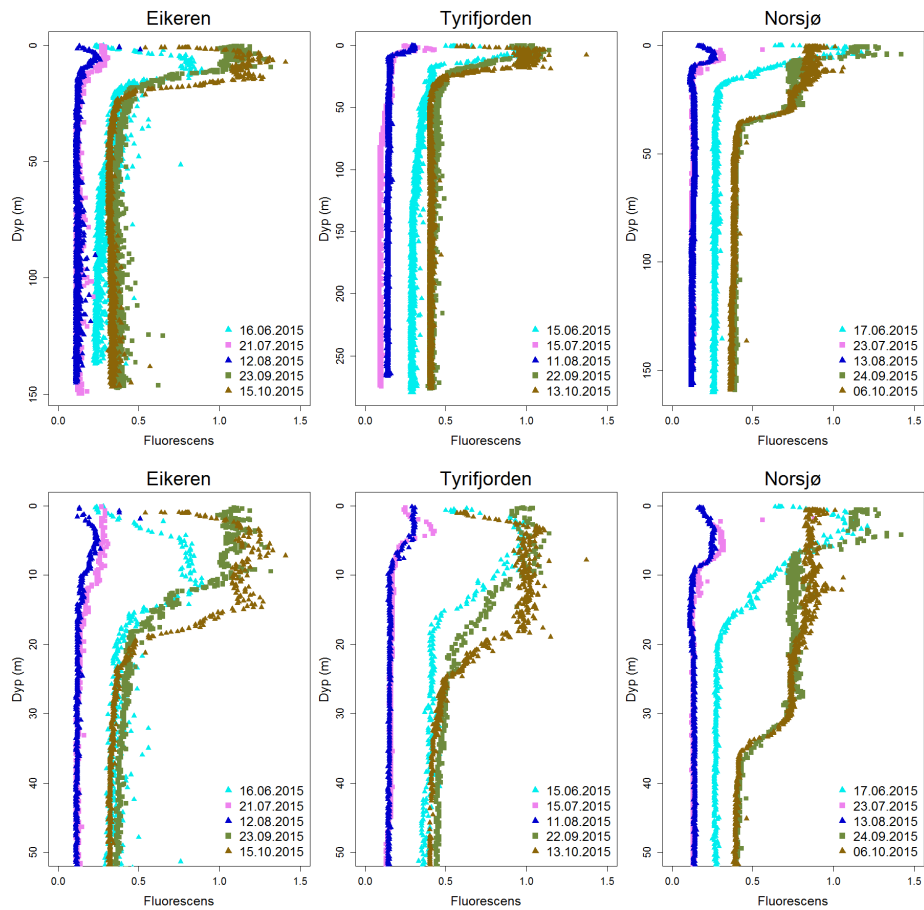 Eikeren
Tyrifjorden
Norsjø
Dyp (m)
0
50
100
150
16.06.2015
21.07.2015
12.08.2015
23.09.2015
15.10.2015
0.0 0.5 1.0 1.5
Fluorescens
Dyp (m)
0
50
100
150
200
250
15.06.2015
15.07.2015
11.08.2015
22.09.2015
13.10.2015
0.0 0.5 1.0 1.5
Fluorescens
Dyp (m)
0
50
100
150
17.06.2015
23.07.2015
13.08.2015
24.09.2015
06.10.2015
0.0 0.5 1.0 1.5
Fluorescens
Eikeren
Tyrifjorden
Norsjø
Dyp (m)
0
10
20
30
40
50
16.06.2015
21.07.2015
12.08.2015
23.09.2015
15.10.2015
0.0 0.5 1.0 1.5
Fluorescens
Dyp (m)
0
10
20
30
40
50
15.06.2015
15.07.2015
11.08.2015
22.09.2015
13.10.2015
0.0 0.5 1.0 1.5
Fluorescens
Dyp (m)
0
10
20
30
40
50
17.06.2015
23.07.2015
13.08.2015
24.09.2015
06.10.2015
0.0 0.5 1.0 1.5
Fluorescens